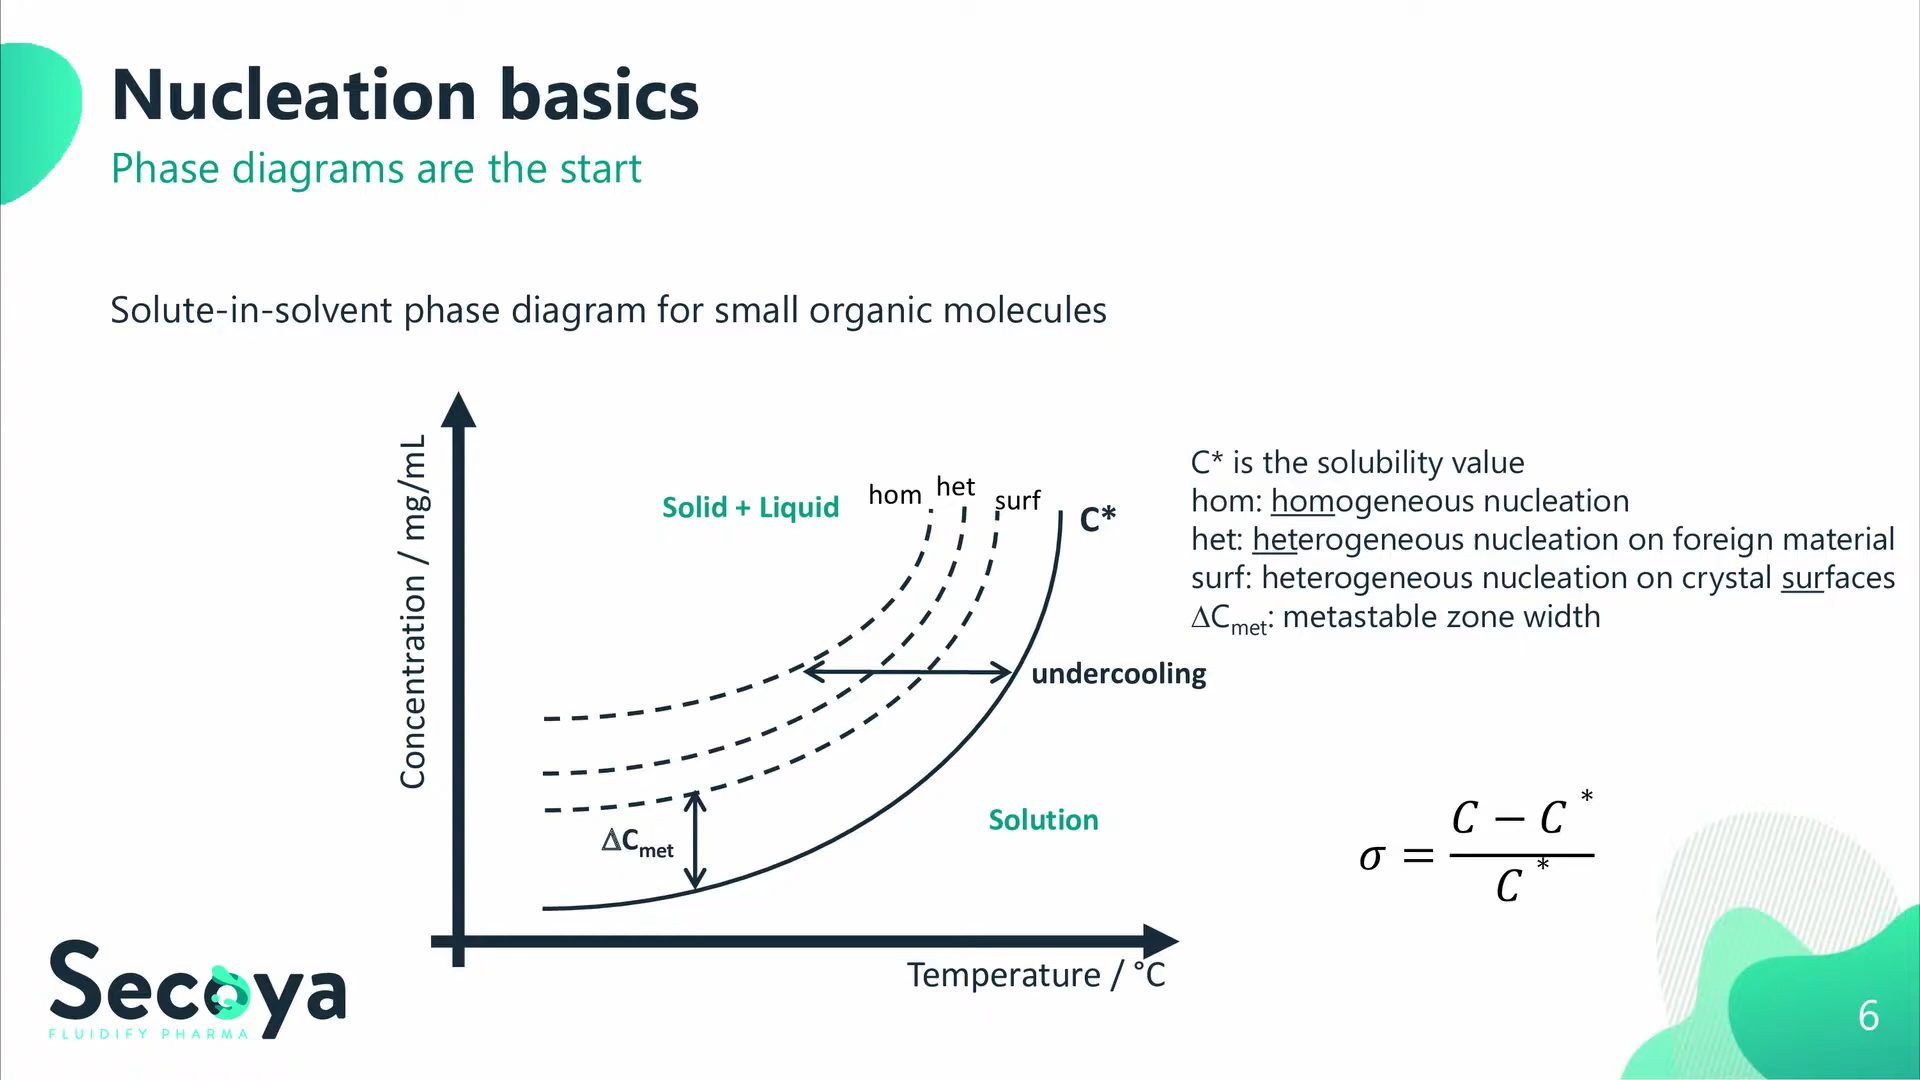 Nucleation basics
Phase diagrams are the start
Solute-in-solvent phase diagram for small organic molecules
Concentration / mg/mL
Solid + Liquid
hom
het
surf
C*
undercooling
ΔCmet
Solution
Temperature / °C
C* is the solubility value
hom: homogeneous nucleation
het: heterogeneous nucleation on foreign material
surf: heterogeneous nucleation on crystal surfaces
ΔCmet: metastable zone width
σ = (C − C*) / C*
Secoya
FLUIDIFY PHARMA
6